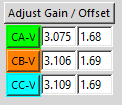 Adjust Gain / Offset
CA-V 3.075 1.68
CB-V 3.106 1.69
CC-V 3.109 1.69